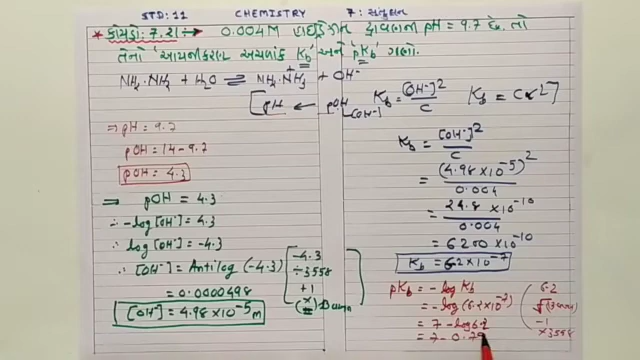 STD: 11 CHEMISTRY 7: સંતુલન
* કોયડો: 7.21 ÷→ 0.004M હાઇડ્રેઝીન દ્રાવણની pH = 9.7 છે. તો
તેનો આયનીકરણ અચળાંક Kb અને pKb ગણો.
NH2.NH2 + H2O ⇌ NH2.N+H3 + OH-
[pH ← pOH [OH-]
Kb = [OH-]2 / C
Kb = C∝2]
⇒ pH = 9.7
pOH = 14 - 9.7
pOH = 4.3
⇒ pOH = 4.3
∴ -log [OH-] = 4.3
∴ log [OH-] = -4.3
∴ [OH-] = Antilog (-4.3)
-4.3
÷ 3558
+ 1
(×) Down
= 0.0000498
[OH-] = 4.98 × 10-5 m
Kb = [OH-]2 / C
= (4.98 × 10-5)2 / 0.004
= 24.8 × 10-10 / 0.004
= 6200 × 10-10
Kb = 6.2 × 10-7
pKb = - log Kb
= - log (6.2 × 10-7)
= 7 - log 6.2
= 7 - 0.79
6.2
- 1
× 3558